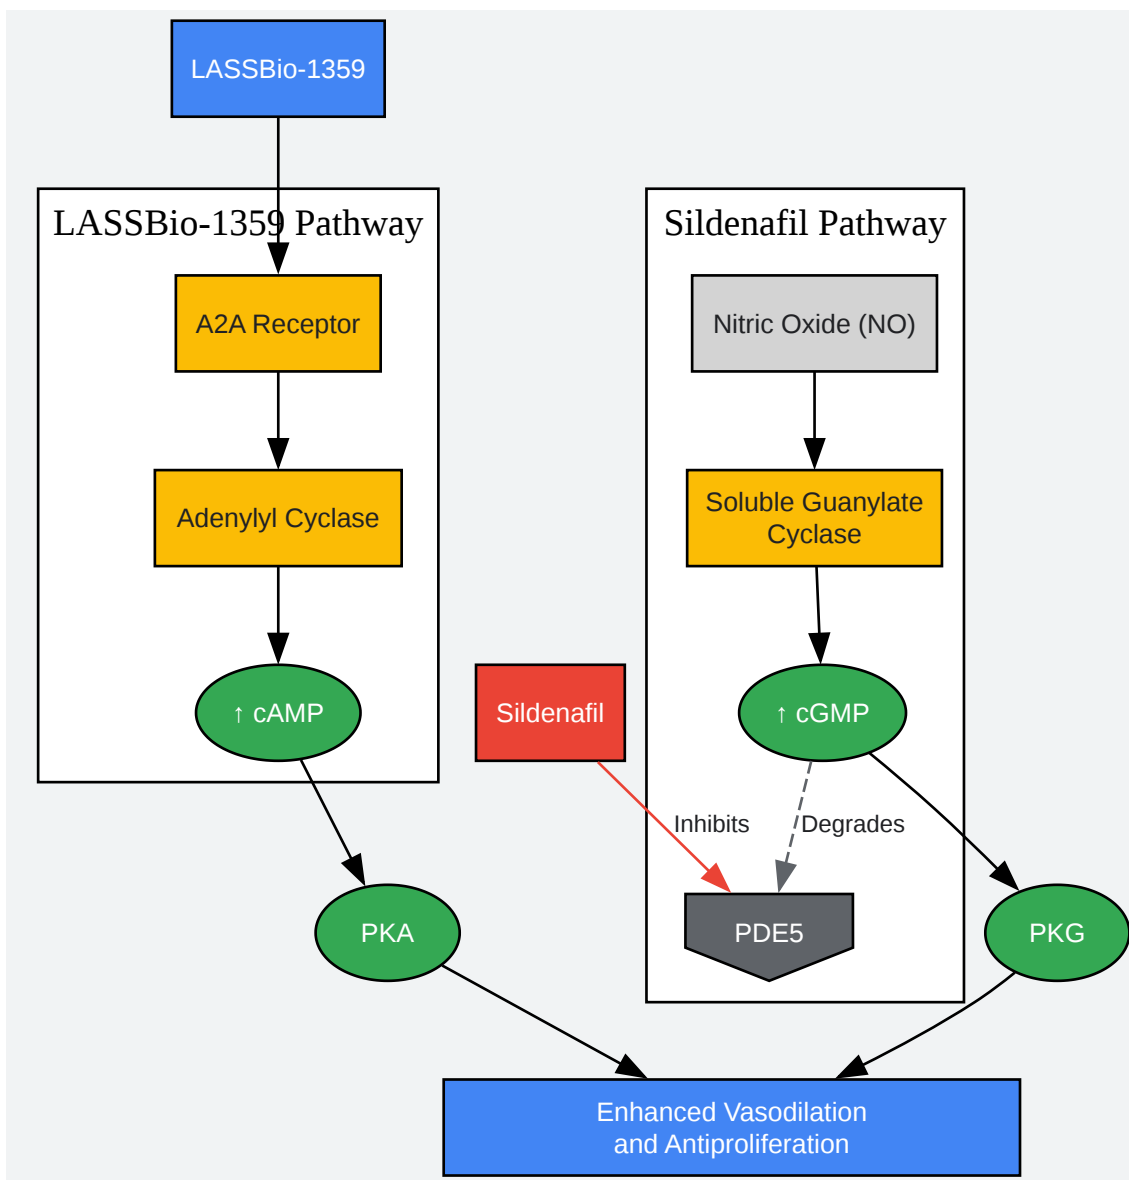 LASSBio-1359
LASSBio-1359 Pathway
Sildenafil Pathway
A2A Receptor
Nitric Oxide (NO)
Adenylyl Cyclase
Soluble Guanylate
Cyclase
↑ cAMP
Sildenafil
↑ cGMP
Inhibits
Degrades
PKA
PDE5
PKG
Enhanced Vasodilation
and Antiproliferation